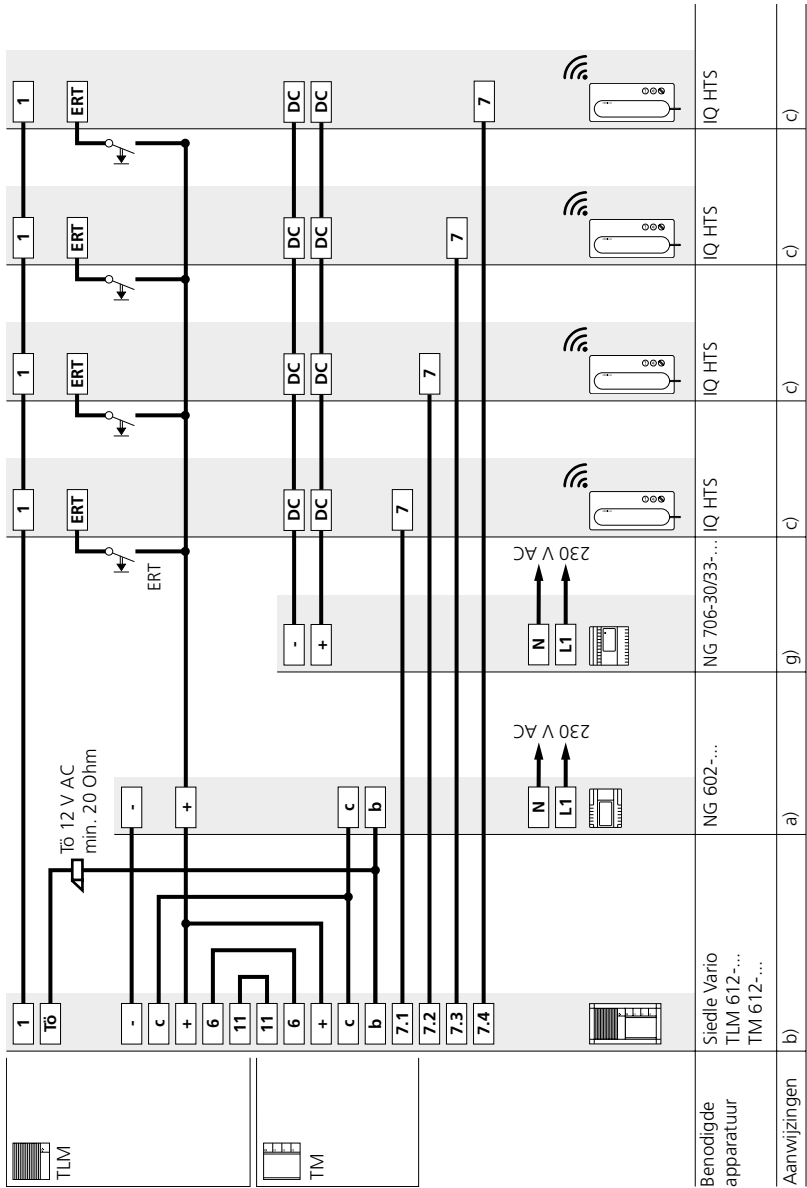 1
ERT
DC
DC
7
IQ HTS
c)
1
ERT
DC
DC
7
IQ HTS
c)
1
ERT
DC
DC
7
IQ HTS
c)
1
ERT
ERT
DC
DC
7
IQ HTS
c)
-
+
N
L1
230 V AC
NG 706-30/33-...
g)
Tö 12 V AC
min. 20 Ohm
-
+
c
b
N
L1
230 V AC
NG 602-...
a)
1
Tö
-
c
+
6
11
11
6
+
c
b
7.1
7.2
7.3
7.4
Siedle Vario
TLM 612-...
TM 612-...
b)
TLM
TM
Benodigde
apparatuur
Aanwijzingen